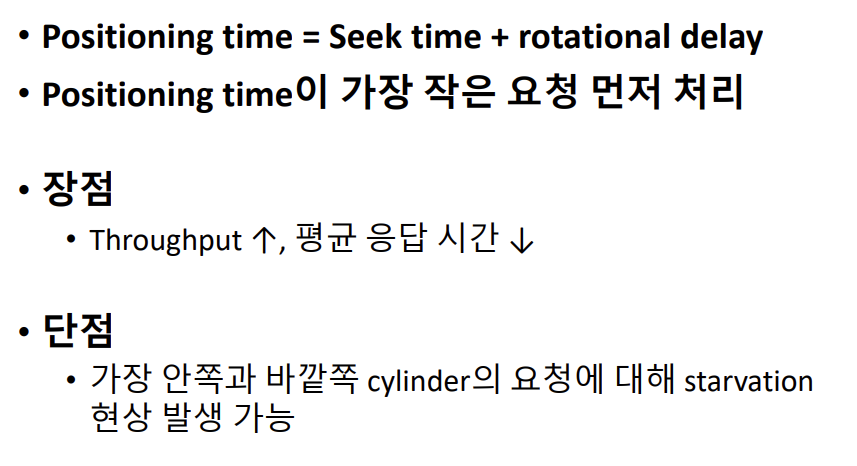 • Positioning time = Seek time + rotational delay
• Positioning time이 가장 작은 요청 먼저 처리
• 장점
• Throughput ↑, 평균 응답 시간 ↓
• 단점
• 가장 안쪽과 바깥쪽 cylinder의 요청에 대해 starvation
현상 발생 가능